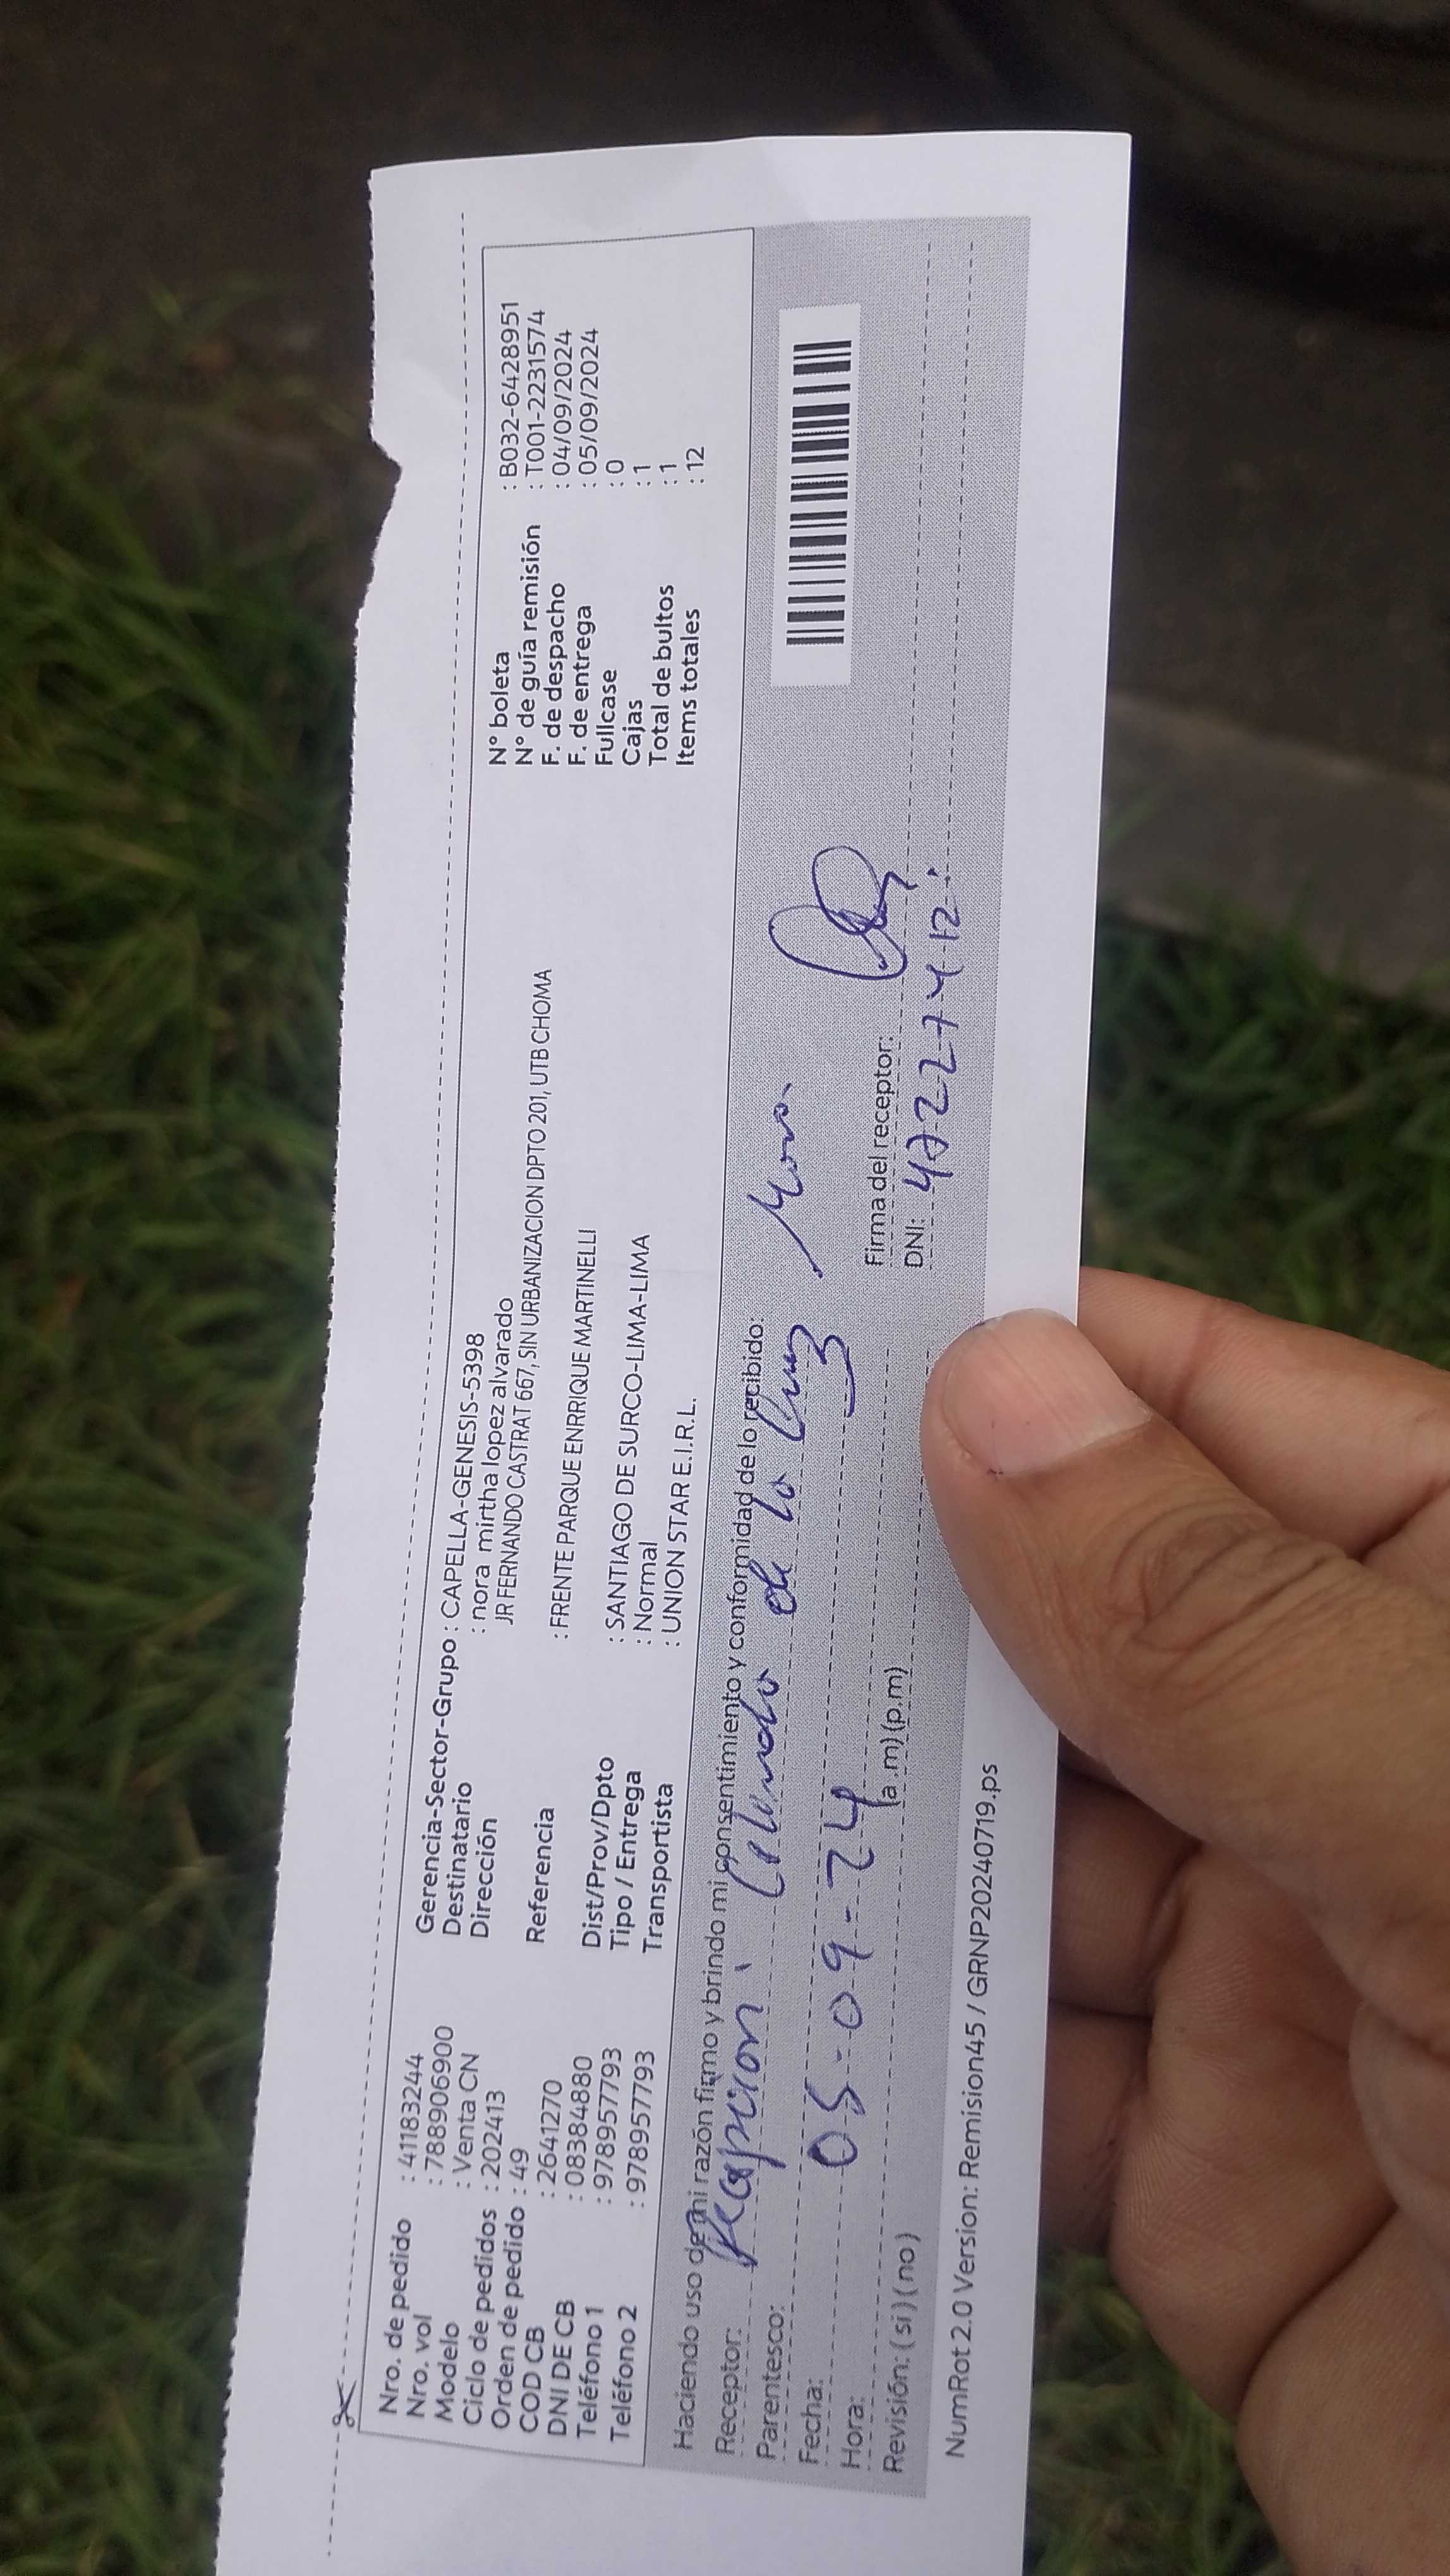 Nro. de pedido : 41183244
Nro. vol : 7888906900
Modelo : Venta CN
Ciclo de pedidos : 202413
Orden de pedido : 49
COD CB : 2641270
DNI DE CB : 08384880
Teléfono 1 : 978957793
Teléfono 2 : 978957793
Gerencia-Sector-Grupo : CAPELLA-GENESIS-5398
Destinatario : nora mirtha lopez alvarado
Dirección JR FERNANDO CASTRAT 667, SIN URBANIZACION DPTO 201, UTB CHOMA
Referencia : FRENTE PARQUE ENRRIQUE MARTINELLI
Dist/Prov/Dpto : SANTIAGO DE SURCO-LIMA-LIMA
Tipo / Entrega : Normal
Transportista : UNION STAR E.I.R.L.
N° boleta : B032-6428951
N° de guía remisión : T001-2231574
F. de despacho : 04/09/2024
F. de entrega : 05/09/2024
Fullcase : 0
Cajas : 1
Total de bultos : 1
Items totales : 12
Haciendo uso de mi razón firmo y brindo mi consentimiento y conformidad de lo recibido:
Receptor: de la Cruz
Parentesco:
Fecha: 05-09-24
Hora: (a.m) (p.m)
Revisión: (si) (no)
Firma del receptor:
DNI: 47227412
NumRot 2.0 Version: Remision45 / GRNP20240719.ps